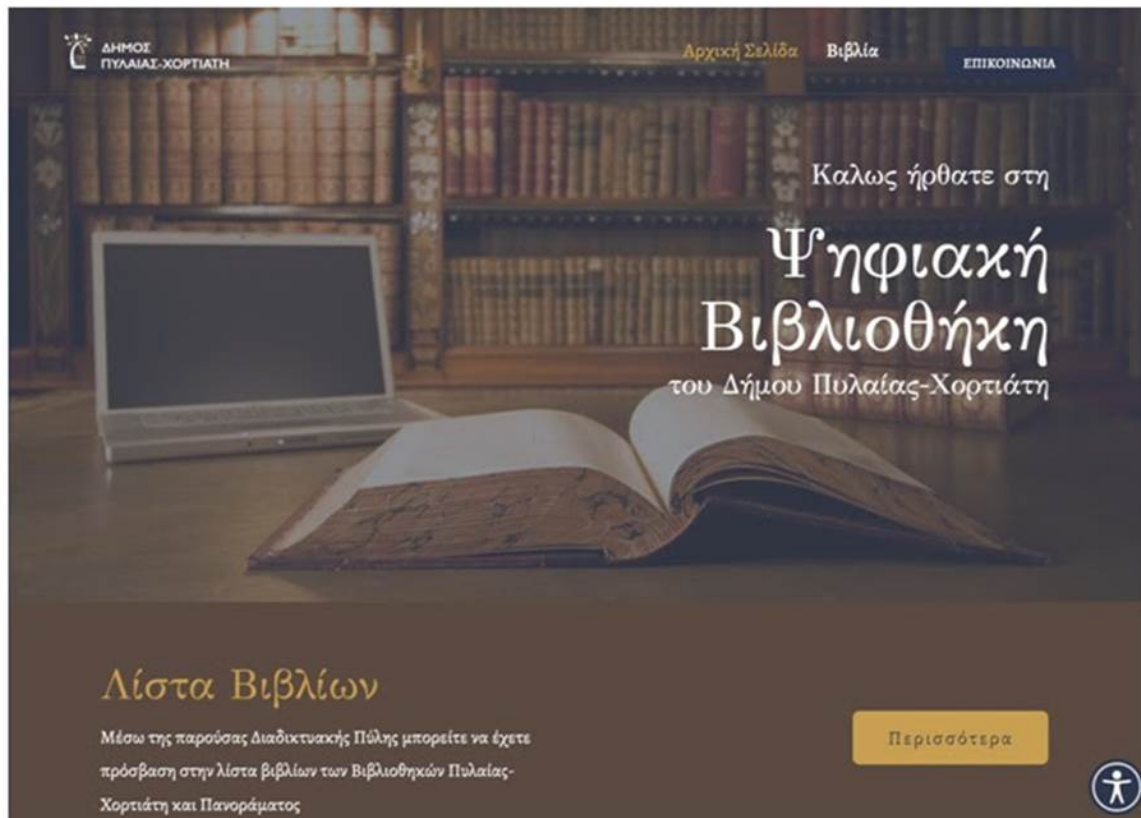 ΔΗΜΟΣ
ΠΥΛΑΙΑΣ-ΧΟΡΤΙΑΤΗ
Αρχική Σελίδα Βιβλία ΕΠΙΚΟΙΝΩΝΙΑ
Καλως ήρθατε στη
Ψηφιακή
Βιβλιοθήκη
του Δήμου Πυλαίας-Χορτιάτη
Λίστα Βιβλίων
Μέσω της παρούσας Διαδικτυακής Πύλης μπορείτε να έχετε
πρόσβαση στην λίστα βιβλίων των Βιβλιοθηκών Πυλαίας-
Χορτιάτη και Πανοράματος
Περισσότερα